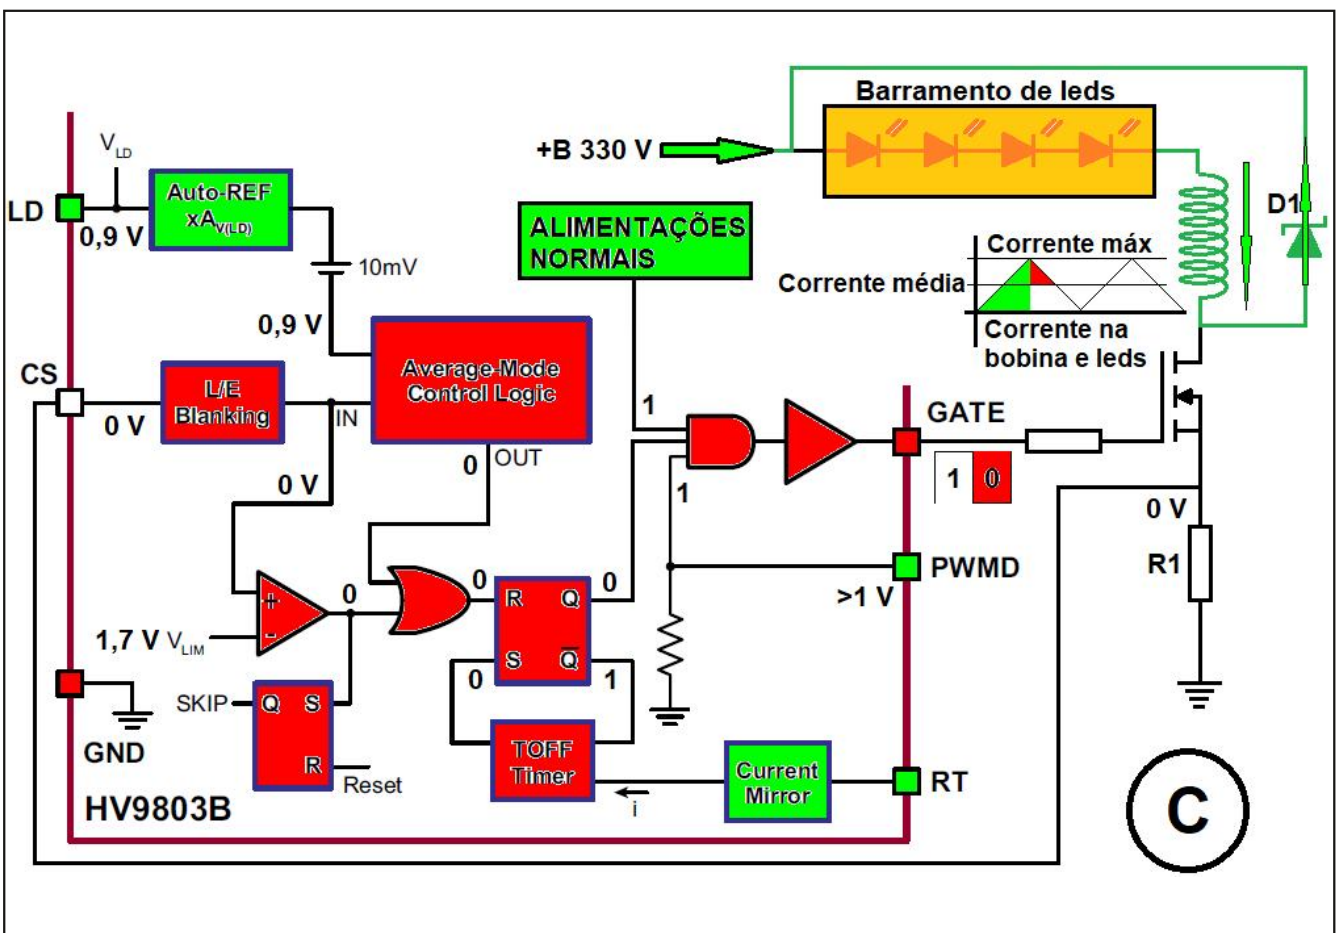 Barramento de leds
+B 330 V
V LD
LD
0,9 V
Auto-REF
xAV(LD)
10mV
0,9 V
ALIMENTAÇÕES
NORMAIS
D1
Corrente máx
Corrente média
Corrente na
bobina e leds
CS
0 V
L/E
Blanking
IN
Average-Mode
Control Logic
0
OUT
0 V
1
1
GATE
1 0
0 V
R1
PWMD
>1 V
+
-
0
1,7 V VLIM
0
R Q
S Q
0
0
1
SKIP
Q S
R
Reset
GND
HV9803B
TOFF
Timer
i
Current
Mirror
RT
C